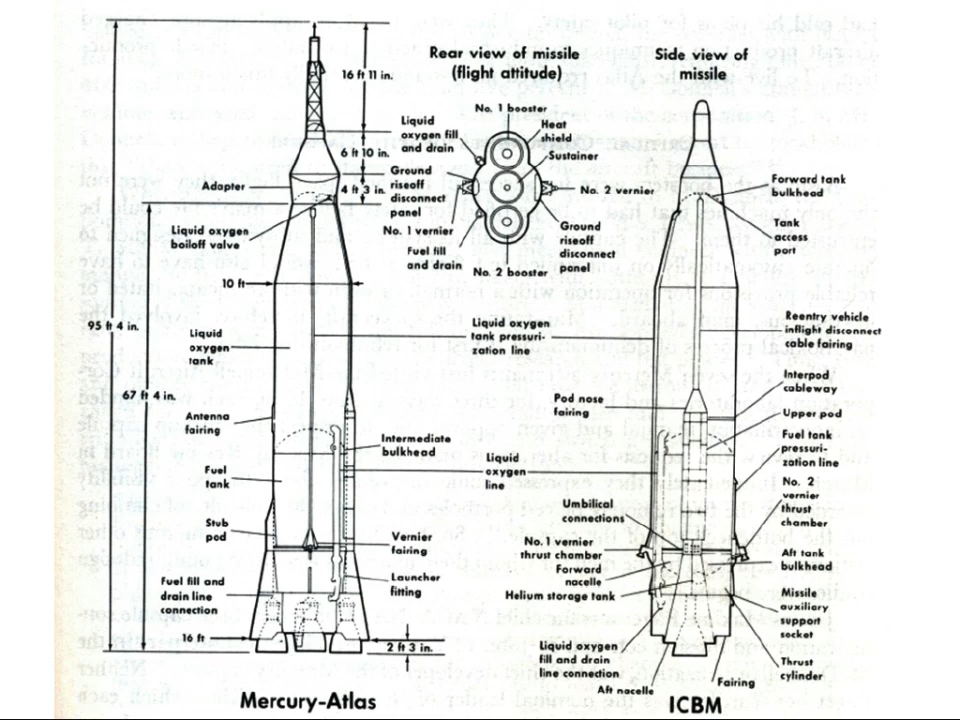 Rear view of missile
(flight attitude)
Side view of
missile
16 ft 11 in.
6 ft 10 in.
4 ft 3 in.
95 ft 4 in.
67 ft 4 in.
10 ft
16 ft
2 ft 3 in.
Adapter
Liquid oxygen
boiloff valve
Liquid
oxygen
tank
Antenna
fairing
Fuel
tank
Stub
pod
Fuel fill and
drain line
connection
Intermediate
bulkhead
Vernier
fairing
Launcher
fitting
Mercury-Atlas
No. 1 booster
Liquid
oxygen fill
and drain
Heat
shield
Sustainer
Ground
riseoff
disconnect
panel
No. 2 vernier
No. 1 vernier
Fuel fill
and drain
Ground
riseoff
disconnect
panel
No. 2 booster
Liquid oxygen
tank pressuri-
zation line
Pod nose
fairing
Liquid
oxygen
line
Umbilical
connections
No. 1 vernier
thrust chamber
Forward
nacelle
Helium storage tank
Liquid oxygen
fill and drain
line connection
Aft nacelle
Forward tank
bulkhead
Tank
access
port
Reentry vehicle
inflight disconnect
cable fairing
Interpod
cableway
Upper pod
Fuel tank
pressuri-
zation line
No. 2
vernier
thrust
chamber
Aft tank
bulkhead
Missile
auxiliary
support
socket
Thrust
cylinder
Fairing
ICBM